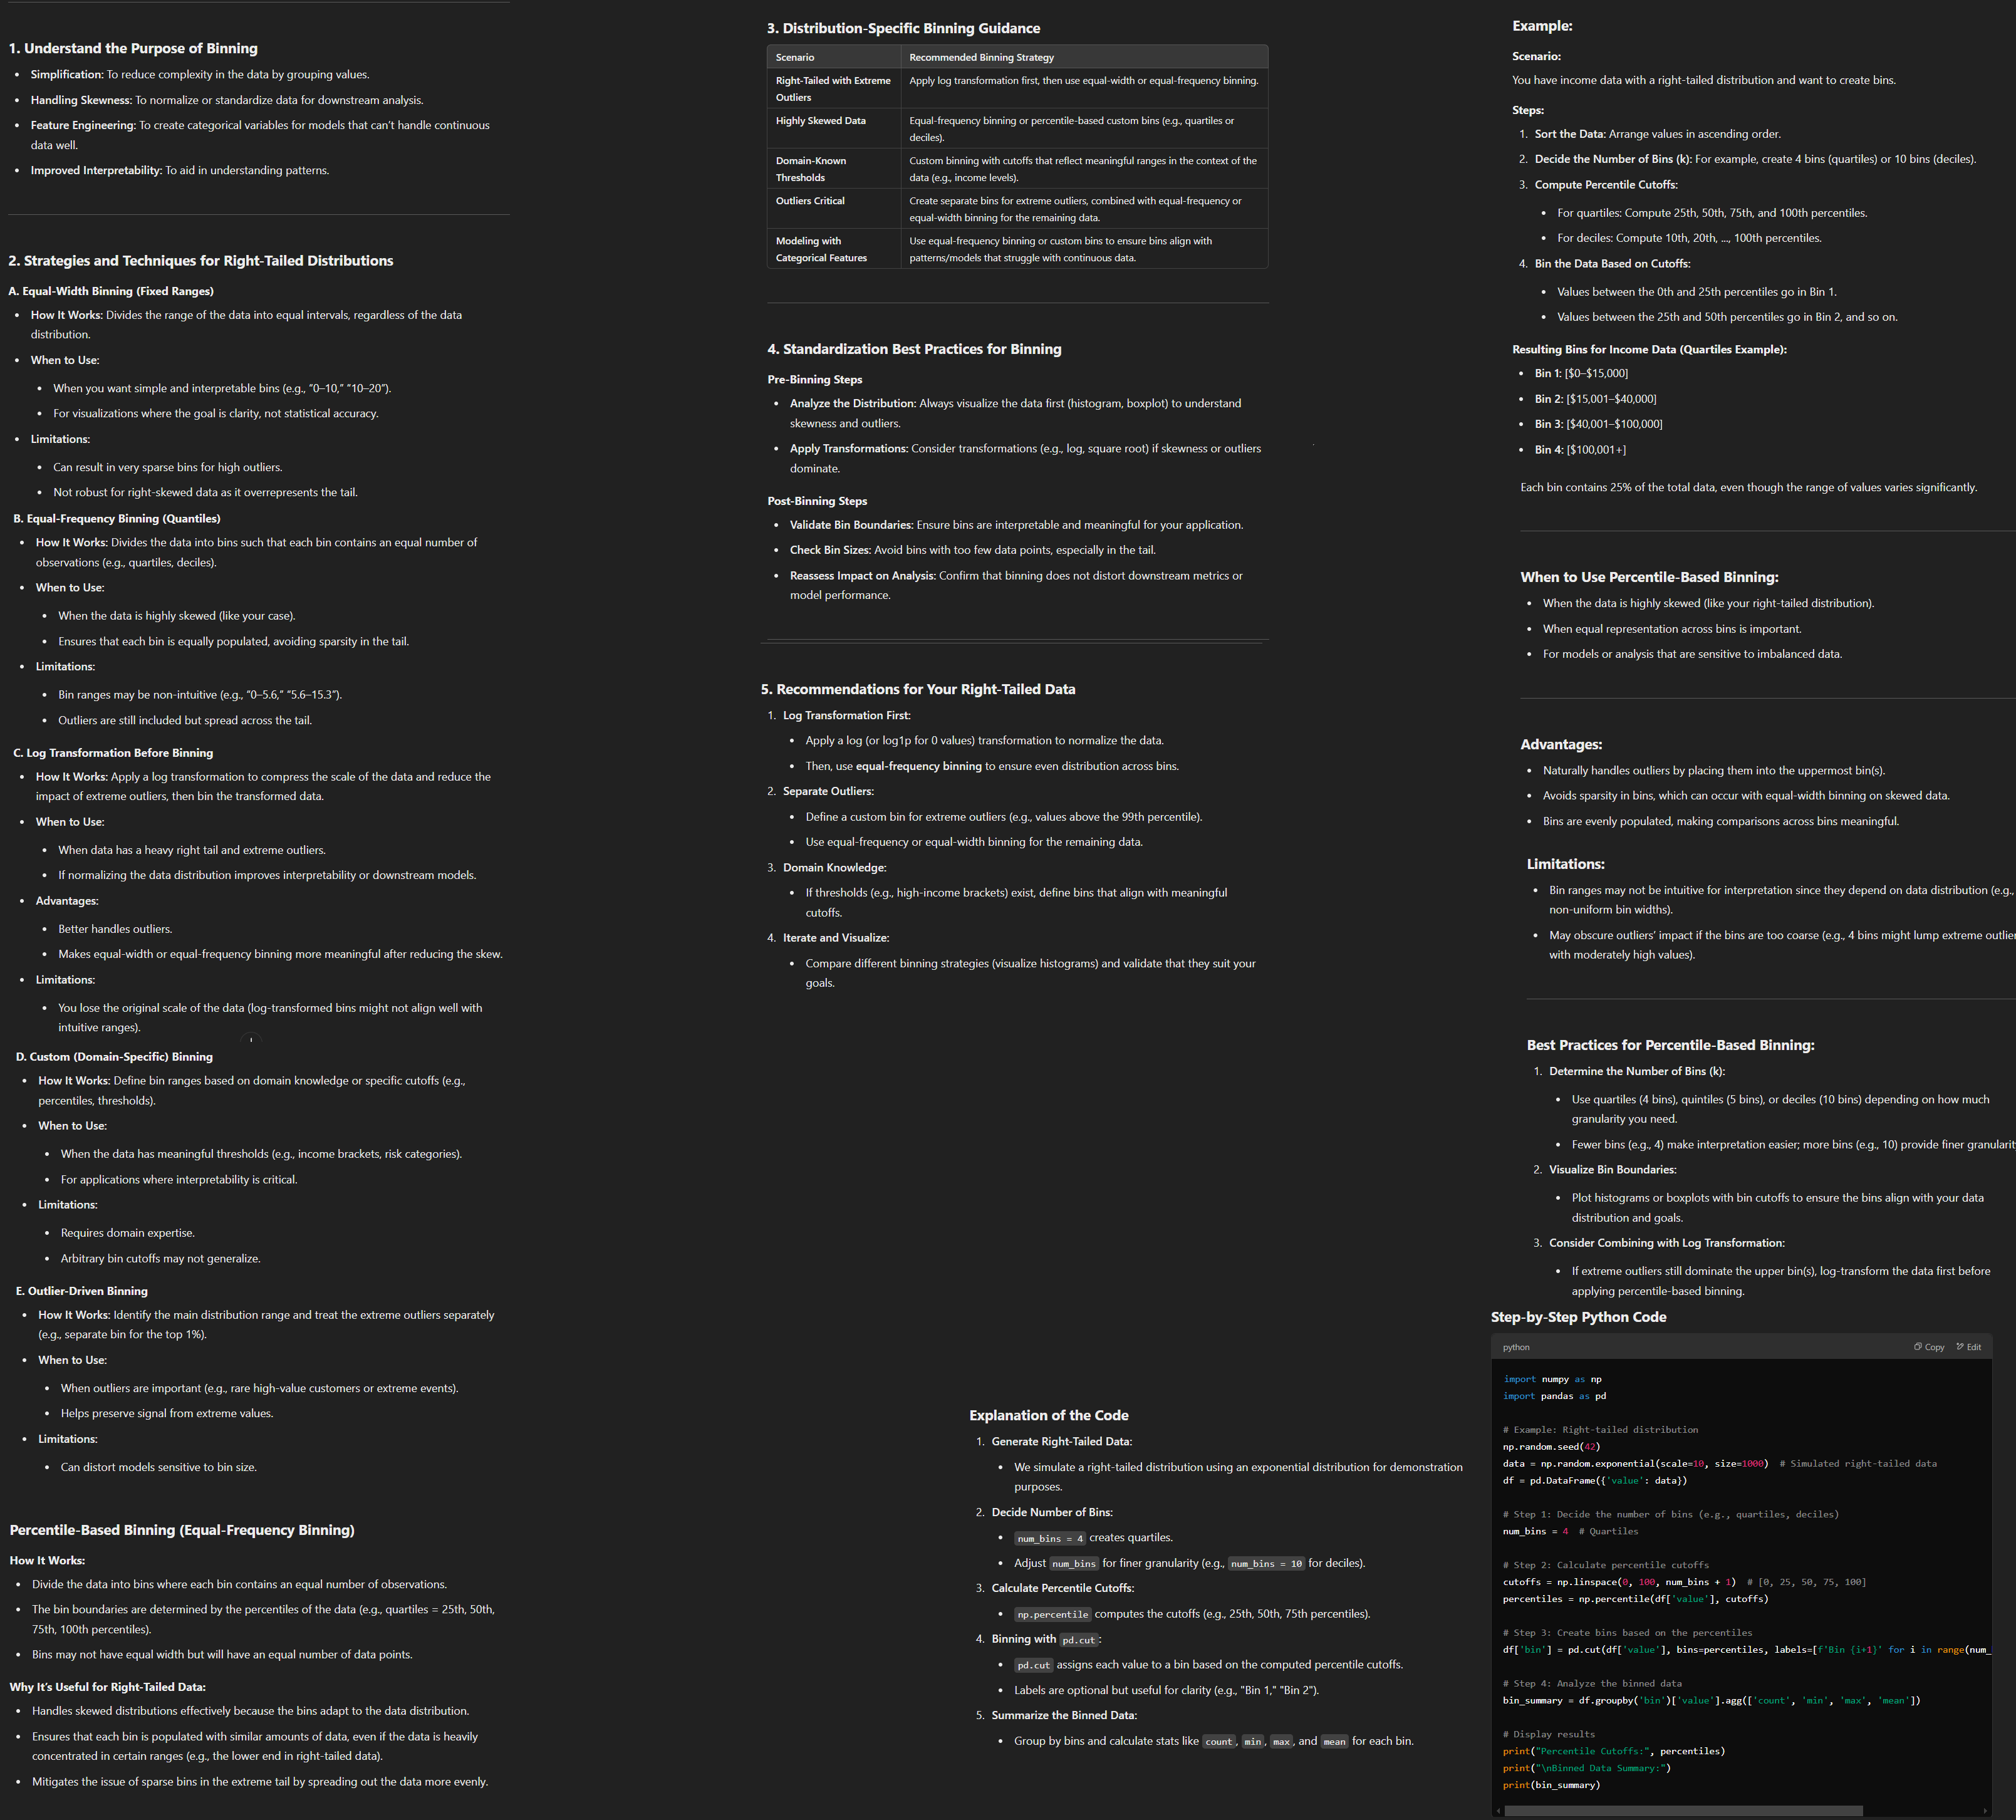 1. Understand the Purpose of Binning
• Simplification: To reduce complexity in the data by grouping values.
• Handling Skewness: To normalize or standardize data for downstream analysis.
• Feature Engineering: To create categorical variables for models that can’t handle continuous
data well.
• Improved Interpretability: To aid in understanding patterns.
2. Strategies and Techniques for Right-Tailed Distributions
A. Equal-Width Binning (Fixed Ranges)
• How It Works: Divides the range of the data into equal intervals, regardless of the data
distribution.
• When to Use:
• When you want simple and interpretable bins (e.g., “0–10,” “10–20”).
• For visualizations where the goal is clarity, not statistical accuracy.
• Limitations:
• Can result in very sparse bins for high outliers.
• Not robust for right-skewed data as it overrepresents the tail.
B. Equal-Frequency Binning (Quantiles)
• How It Works: Divides the data into bins such that each bin contains an equal number of
observations (e.g., quartiles, deciles).
• When to Use:
• When the data is highly skewed (like your case).
• Ensures that each bin is equally populated, avoiding sparsity in the tail.
• Limitations:
• Bin ranges may be non-intuitive (e.g., “0–5.6,” “5.6–15.3”).
• Outliers are still included but spread across the tail.
C. Log Transformation Before Binning
• How It Works: Apply a log transformation to compress the scale of the data and reduce the
impact of extreme outliers, then bin the transformed data.
• When to Use:
• When data has a heavy right tail and extreme outliers.
• If normalizing the data distribution improves interpretability or downstream models.
• Advantages:
• Better handles outliers.
• Makes equal-width or equal-frequency binning more meaningful after reducing the skew.
• Limitations:
• You lose the original scale of the data (log-transformed bins might not align well with
intuitive ranges).
D. Custom (Domain-Specific) Binning
• How It Works: Define bin ranges based on domain knowledge or specific cutoffs (e.g.,
percentiles, thresholds).
• When to Use:
• When the data has meaningful thresholds (e.g., income brackets, risk categories).
• For applications where interpretability is critical.
• Limitations:
• Requires domain expertise.
• Arbitrary bin cutoffs may not generalize.
E. Outlier-Driven Binning
• How It Works: Identify the main distribution range and treat the extreme outliers separately
(e.g., separate bin for the top 1%).
• When to Use:
• When outliers are important (e.g., rare high-value customers or extreme events).
• Helps preserve signal from extreme values.
• Limitations:
• Can distort models sensitive to bin size.
Percentile-Based Binning (Equal-Frequency Binning)
How It Works:
• Divide the data into bins where each bin contains an equal number of observations.
• The bin boundaries are determined by the percentiles of the data (e.g., quartiles = 25th, 50th,
75th, 100th percentiles).
• Bins may not have equal width but will have an equal number of data points.
Why It’s Useful for Right-Tailed Data:
• Handles skewed distributions effectively because the bins adapt to the data distribution.
• Ensures that each bin is populated with similar amounts of data, even if the data is heavily
concentrated in certain ranges (e.g., the lower end in right-tailed data).
• Mitigates the issue of sparse bins in the extreme tail by spreading out the data more evenly.
3. Distribution-Specific Binning Guidance
Scenario Recommended Binning Strategy
Right-Tailed with Extreme Outliers Apply log transformation first, then use equal-width or equal-frequency binning.
Highly Skewed Data Equal-frequency binning or percentile-based custom bins (e.g., quartiles or
deciles).
Domain-Known Thresholds Custom binning with cutoffs that reflect meaningful ranges in the context of the
data (e.g., income levels).
Outliers Critical Create separate bins for extreme outliers, combined with equal-frequency or
equal-width binning for the remaining data.
Modeling with Categorical Features Use equal-frequency binning or custom bins to ensure bins align with
patterns/models that struggle with continuous data.
4. Standardization Best Practices for Binning
Pre-Binning Steps
• Analyze the Distribution: Always visualize the data first (histogram, boxplot) to understand
skewness and outliers.
• Apply Transformations: Consider transformations (e.g., log, square root) if skewness or outliers
dominate.
Post-Binning Steps
• Validate Bin Boundaries: Ensure bins are interpretable and meaningful for your application.
• Check Bin Sizes: Avoid bins with too few data points, especially in the tail.
• Reassess Impact on Analysis: Confirm that binning does not distort downstream metrics or
model performance.
5. Recommendations for Your Right-Tailed Data
1. Log Transformation First:
• Apply a log (or log1p for 0 values) transformation to normalize the data.
• Then, use equal-frequency binning to ensure even distribution across bins.
2. Separate Outliers:
• Define a custom bin for extreme outliers (e.g., values above the 99th percentile).
• Use equal-frequency or equal-width binning for the remaining data.
3. Domain Knowledge:
• If thresholds (e.g., high-income brackets) exist, define bins that align with meaningful
cutoffs.
4. Iterate and Visualize:
• Compare different binning strategies (visualize histograms) and validate that they suit your
goals.
Explanation of the Code
1. Generate Right-Tailed Data:
• We simulate a right-tailed distribution using an exponential distribution for demonstration
purposes.
2. Decide Number of Bins:
• num_bins = 4 creates quartiles.
• Adjust num_bins for finer granularity (e.g., num_bins = 10 for deciles).
3. Calculate Percentile Cutoffs:
• np.percentile computes the cutoffs (e.g., 25th, 50th, 75th percentiles).
4. Binning with pd.cut:
• pd.cut assigns each value to a bin based on the computed percentile cutoffs.
• Labels are optional but useful for clarity (e.g., "Bin 1," "Bin 2").
5. Summarize the Binned Data:
• Group by bins and calculate stats like count, min, max, and mean for each bin.
Example:
Scenario:
You have income data with a right-tailed distribution and want to create bins.
Steps:
1. Sort the Data: Arrange values in ascending order.
2. Decide the Number of Bins (k): For example, create 4 bins (quartiles) or 10 bins (deciles).
3. Compute Percentile Cutoffs:
• For quartiles: Compute 25th, 50th, 75th, and 100th percentiles.
• For deciles: Compute 10th, 20th, ..., 100th percentiles.
4. Bin the Data Based on Cutoffs:
• Values between the 0th and 25th percentiles go in Bin 1.
• Values between the 25th and 50th percentiles go in Bin 2, and so on.
Resulting Bins for Income Data (Quartiles Example):
• Bin 1: [$0–$15,000]
• Bin 2: [$15,001–$40,000]
• Bin 3: [$40,001–$100,000]
• Bin 4: [$100,001+]
Each bin contains 25% of the total data, even though the range of values varies significantly.
When to Use Percentile-Based Binning:
• When the data is highly skewed (like your right-tailed distribution).
• When equal representation across bins is important.
• For models or analysis that are sensitive to imbalanced data.
Advantages:
• Naturally handles outliers by placing them into the uppermost bin(s).
• Avoids sparsity in bins, which can occur with equal-width binning on skewed data.
• Bins are evenly populated, making comparisons across bins meaningful.
Limitations:
• Bin ranges may not be intuitive for interpretation since they depend on data distribution (e.g.,
non-uniform bin widths).
• May obscure outliers’ impact if the bins are too coarse (e.g., 4 bins might lump extreme outlier
with moderately high values).
Best Practices for Percentile-Based Binning:
1. Determine the Number of Bins (k):
• Use quartiles (4 bins), quintiles (5 bins), or deciles (10 bins) depending on how much
granularity you need.
• Fewer bins (e.g., 4) make interpretation easier; more bins (e.g., 10) provide finer granularit
2. Visualize Bin Boundaries:
• Plot histograms or boxplots with bin cutoffs to ensure the bins align with your data
distribution and goals.
3. Consider Combining with Log Transformation:
• If extreme outliers still dominate the upper bin(s), log-transform the data first before
applying percentile-based binning.
Step-by-Step Python Code
python Copy Edit
import numpy as np
import pandas as pd
# Example: Right-tailed distribution
np.random.seed(42)
data = np.random.exponential(scale=10, size=1000)  # Simulated right-tailed data
df = pd.DataFrame({'value': data})
# Step 1: Decide the number of bins (e.g., quartiles, deciles)
num_bins = 4  # Quartiles
# Step 2: Calculate percentile cutoffs
cutoffs = np.linspace(0, 100, num_bins + 1)  # [0, 25, 50, 75, 100]
percentiles = np.percentile(df['value'], cutoffs)
# Step 3: Create bins based on the percentiles
df['bin'] = pd.cut(df['value'], bins=percentiles, labels=[f'Bin {i+1}' for i in range(num_
# Step 4: Analyze the binned data
bin_summary = df.groupby('bin')['value'].agg(['count', 'min', 'max', 'mean'])
# Display results
print("Percentile Cutoffs:", percentiles)
print("\nBinned Data Summary:")
print(bin_summary)